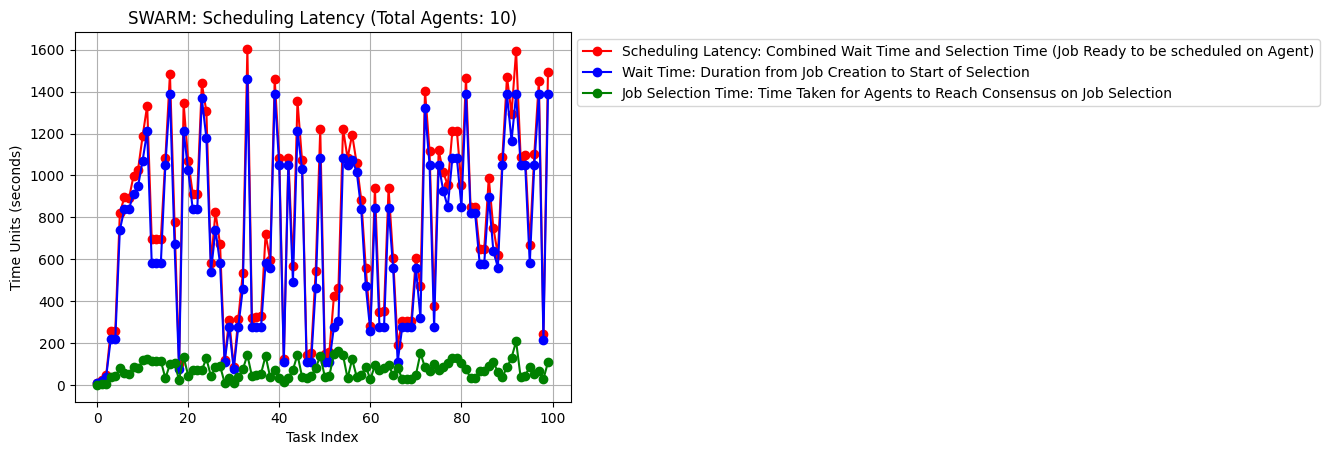 SWARM: Scheduling Latency (Total Agents: 10)
Scheduling Latency: Combined Wait Time and Selection Time (Job Ready to be scheduled on Agent)
Wait Time: Duration from Job Creation to Start of Selection
Job Selection Time: Time Taken for Agents to Reach Consensus on Job Selection
Time Units (seconds)
1600
1400
1200
1000
800
600
400
200
0
0 20 40 60 80 100
Task Index